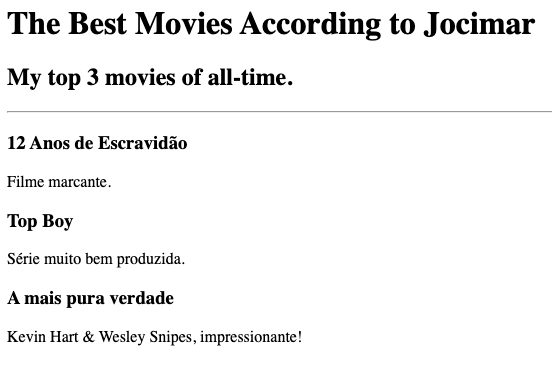 The Best Movies According to Jocimar
My top 3 movies of all-time.
12 Anos de Escravidão
Filme marcante.
Top Boy
Série muito bem produzida.
A mais pura verdade
Kevin Hart & Wesley Snipes, impressionante!